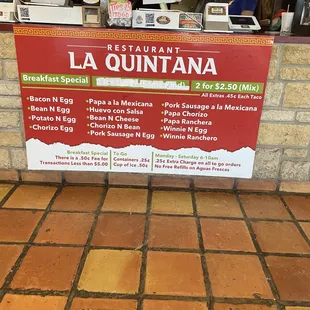 RESTAURANT
LA QUINTANA
Breakfast Special
2 for $2.50 (Mix)
All Extras .45¢ Each Taco
• Bacon N Egg
• Bean N Egg
• Potato N Egg
• Chorizo Egg
• Papa a la Mexicana
• Huevo con Salsa
• Bean N Cheese
• Chorizo N Bean
• Pork Sausage N Egg
• Pork Sausage a la Mexicana
• Papa Chorizo
• Papa Ranchera
• Winnie N Egg
• Winnie Ranchero
Breakfast Special
There is a .50¢ Fee for
Transactions Less than $5.00
To Go
Containers .25¢
Cup of Ice .50¢
Monday - Saturday 6-10am
.25¢ Extra Charge on all to go orders
No Free Refills on Aguas Frescas